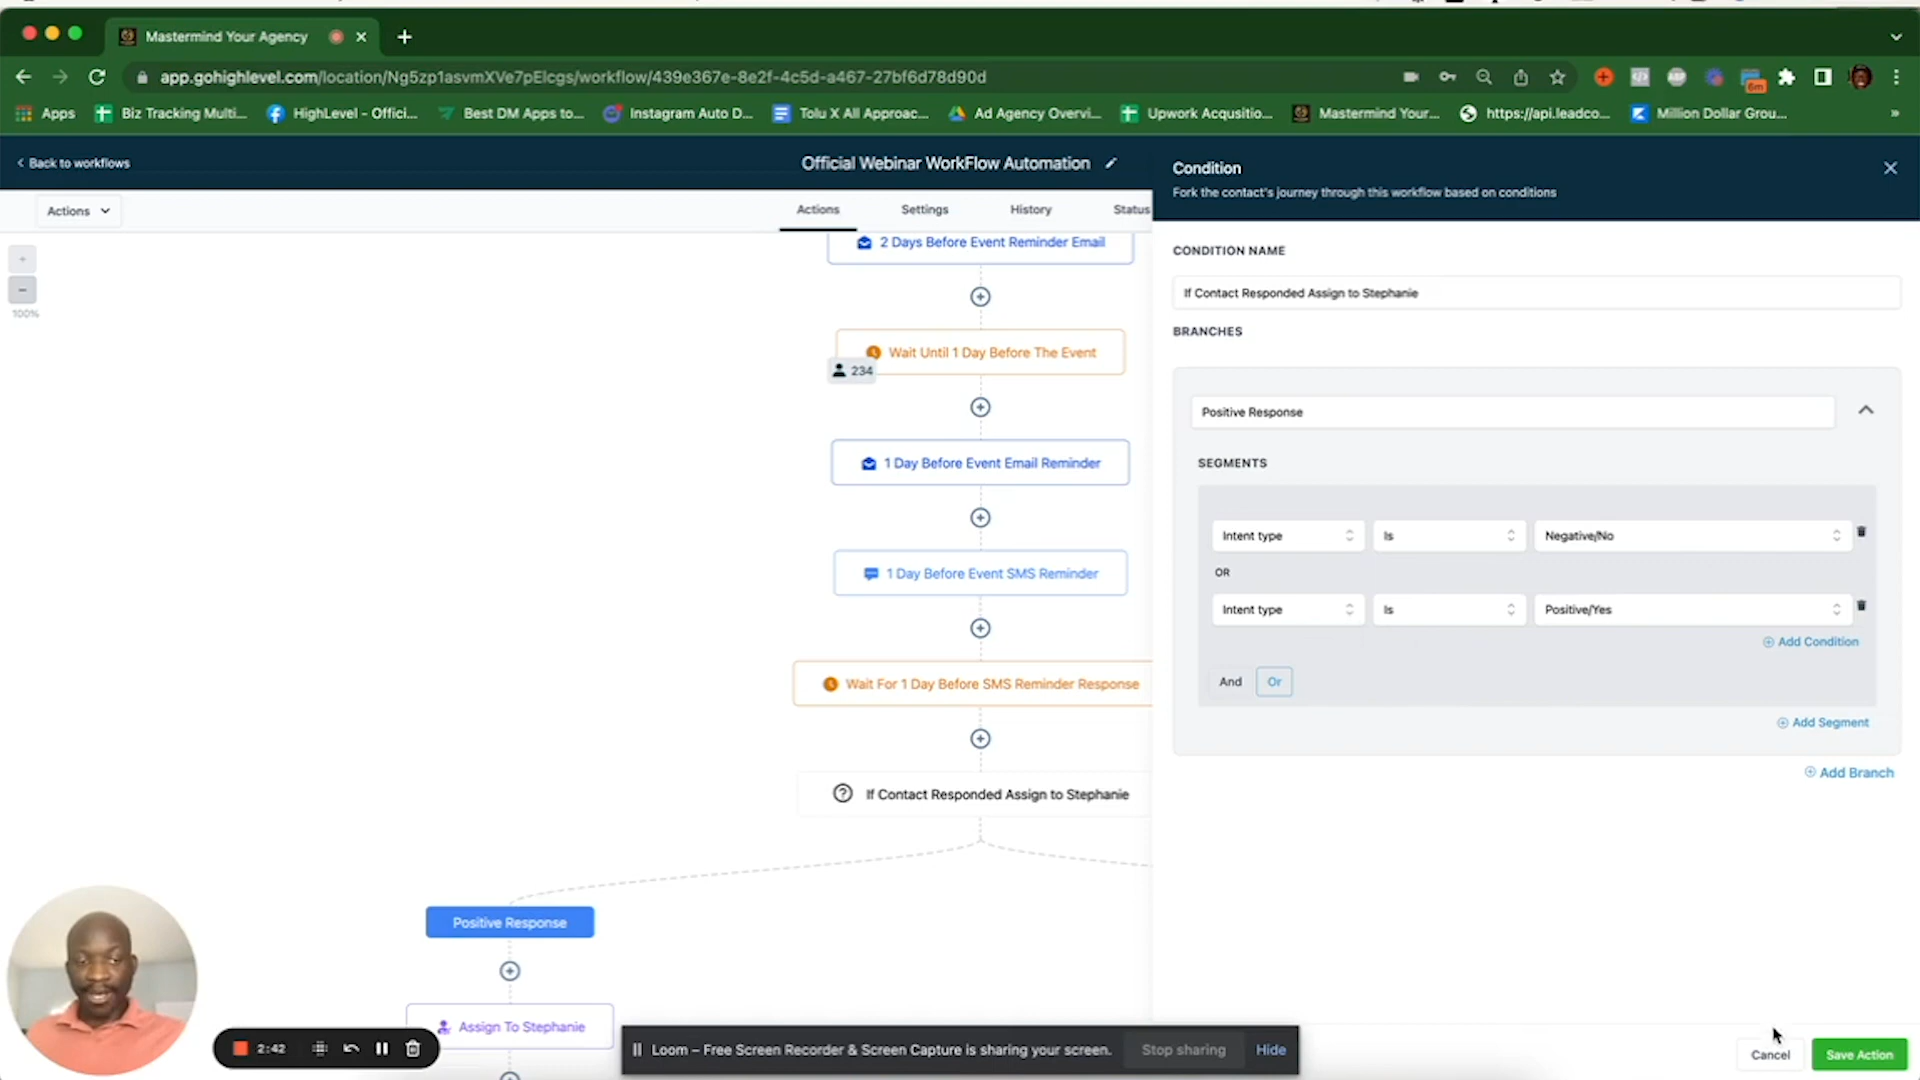 Mastermind Your Agency
app.gohighlevel.com/location/Ng5zp1asvmXVe7pElcgs/workflow/439e367e-8e2f-4c5d-a467-27bf6d78d90d
6m
Apps
Biz Tracking Multi...
HighLevel - Offici...
Best DM Apps to...
Instagram Auto D...
Tolu X All Approac...
Ad Agency Overvi...
Upwork Acqusitio...
Mastermind Your...
https://api.leadco...
Million Dollar Grou...
»
Back to workflows
Official Webinar WorkFlow Automation
Actions
Actions
Settings
History
Status
100%
2 Days Before Event Reminder Email
Wait Until 1 Day Before The Event
234
1 Day Before Event Email Reminder
1 Day Before Event SMS Reminder
Wait For 1 Day Before SMS Reminder Response
If Contact Responded Assign to Stephanie
Positive Response
Assign To Stephanie
Condition
Fork the contact's journey through this workflow based on conditions
CONDITION NAME
If Contact Responded Assign to Stephanie
BRANCHES
Positive Response
SEGMENTS
Intent type
Is
Negative/No
OR
Intent type
Is
Positive/Yes
Add Condition
And
Or
Add Segment
Add Branch
Cancel
Save Action
2:42
Loom – Free Screen Recorder & Screen Capture is sharing your screen.
Stop sharing
Hide